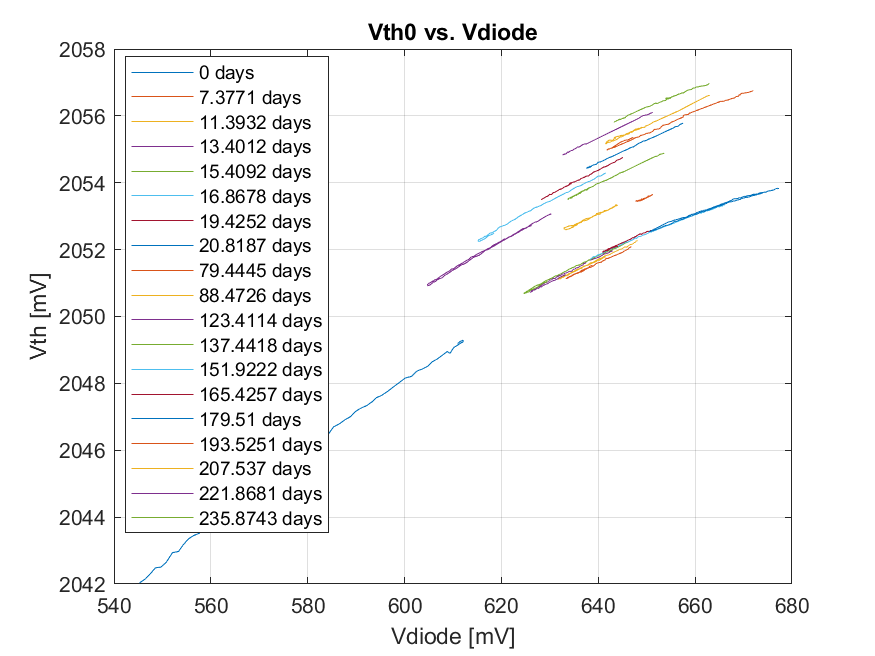 Vth0 vs. Vdiode
2058
2056
2054
2052
2050
2048
2046
2044
2042
Vth [mV]
0 days
7.3771 days
11.3932 days
13.4012 days
15.4092 days
16.8678 days
19.4252 days
20.8187 days
79.4445 days
88.4726 days
123.4114 days
137.4418 days
151.9222 days
165.4257 days
179.51 days
193.5251 days
207.537 days
221.8681 days
235.8743 days
540 560 580 600 620 640 660 680
Vdiode [mV]